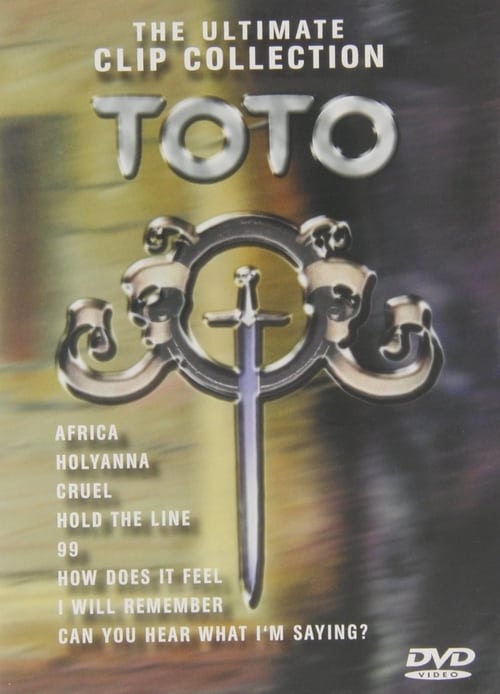 THE ULTIMATE
CLIP COLLECTION
TOTO
AFRICA
HOLYANNA
CRUEL
HOLD THE LINE
99
HOW DOES IT FEEL
I WILL REMEMBER
CAN YOU HEAR WHAT I'M SAYING?
DVD
VIDEO